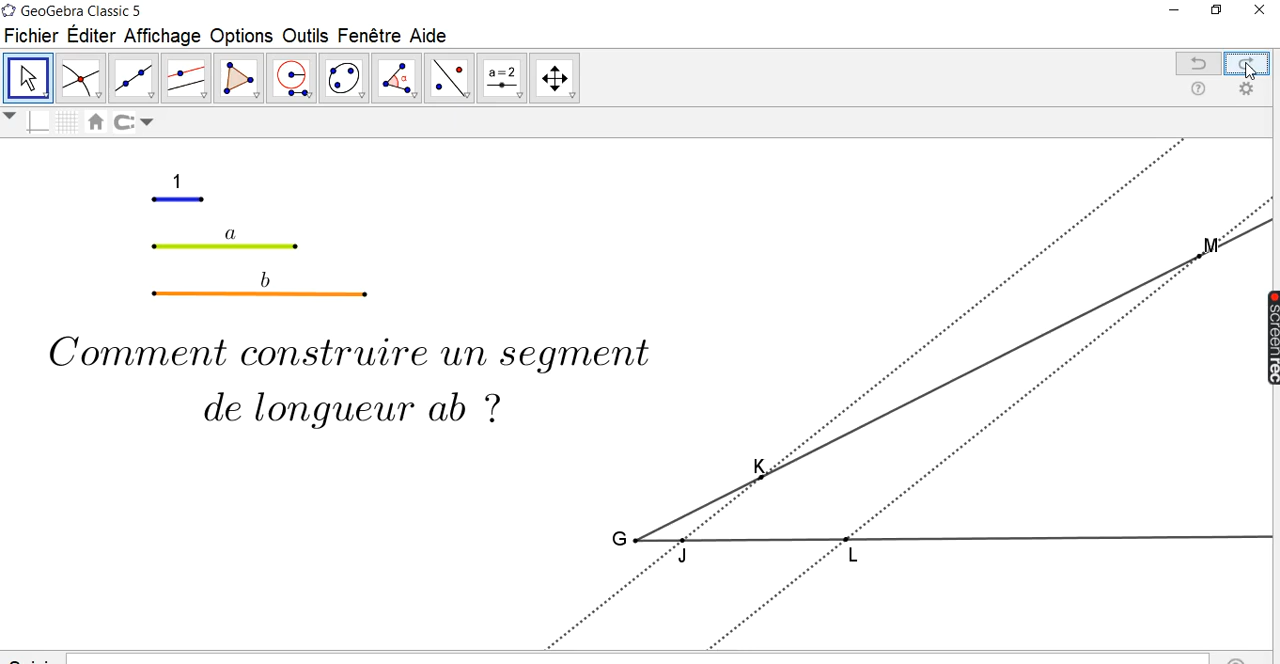 GeoGebra Classic 5
Fichier Éditer Affichage Options Outils Fenêtre Aide
α
a = 2
1
a
b
Comment construire un segment
de longueur ab ?
M
K
G
J
L
screenrec